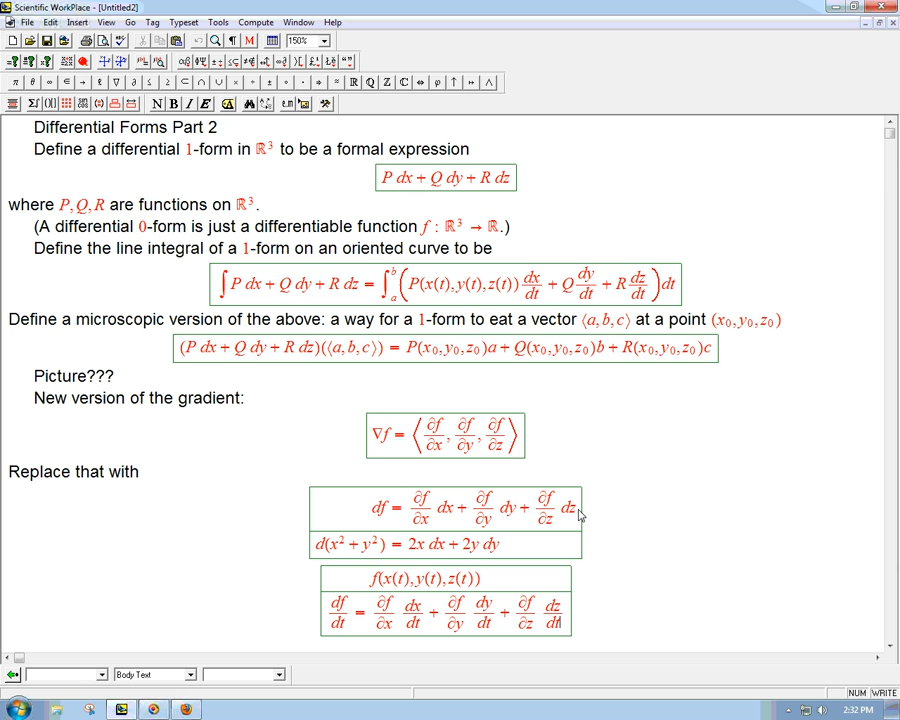 Scientific WorkPlace - [Untitled2]
File Edit Insert View Go Tag Typeset Tools Compute Window Help
150%
π θ ∞ ∈ → ℓ ∇ ∂ ≤ ≥ ⊂ ∩ ∪ ∧ ∨ × ± ∘ · ⇒ ≈ ℝ ℚ ℤ ℂ ⇔ φ ↑ ↦ ∧
N B I E
Differential Forms Part 2
Define a differential 1-form in ℝ³ to be a formal expression
P dx + Q dy + R dz
where P, Q, R are functions on ℝ³.
(A differential 0-form is just a differentiable function f : ℝ³ → ℝ.)
Define the line integral of a 1-form on an oriented curve to be
∫ P dx + Q dy + R dz = ∫_a^b (P(x(t),y(t),z(t)) dx/dt + Q dy/dt + R dz/dt) dt
Define a microscopic version of the above: a way for a 1-form to eat a vector ⟨a,b,c⟩ at a point (x₀,y₀,z₀)
(P dx + Q dy + R dz)(⟨a,b,c⟩) = P(x₀,y₀,z₀)a + Q(x₀,y₀,z₀)b + R(x₀,y₀,z₀)c
Picture???
New version of the gradient:
∇f = ⟨∂f/∂x, ∂f/∂y, ∂f/∂z⟩
Replace that with
df = ∂f/∂x dx + ∂f/∂y dy + ∂f/∂z dz
d(x² + y²) = 2x dx + 2y dy
f(x(t),y(t),z(t))
df/dt = ∂f/∂x dx/dt + ∂f/∂y dy/dt + ∂f/∂z dz/dt
Body Text
NUM WRITE
2:32 PM